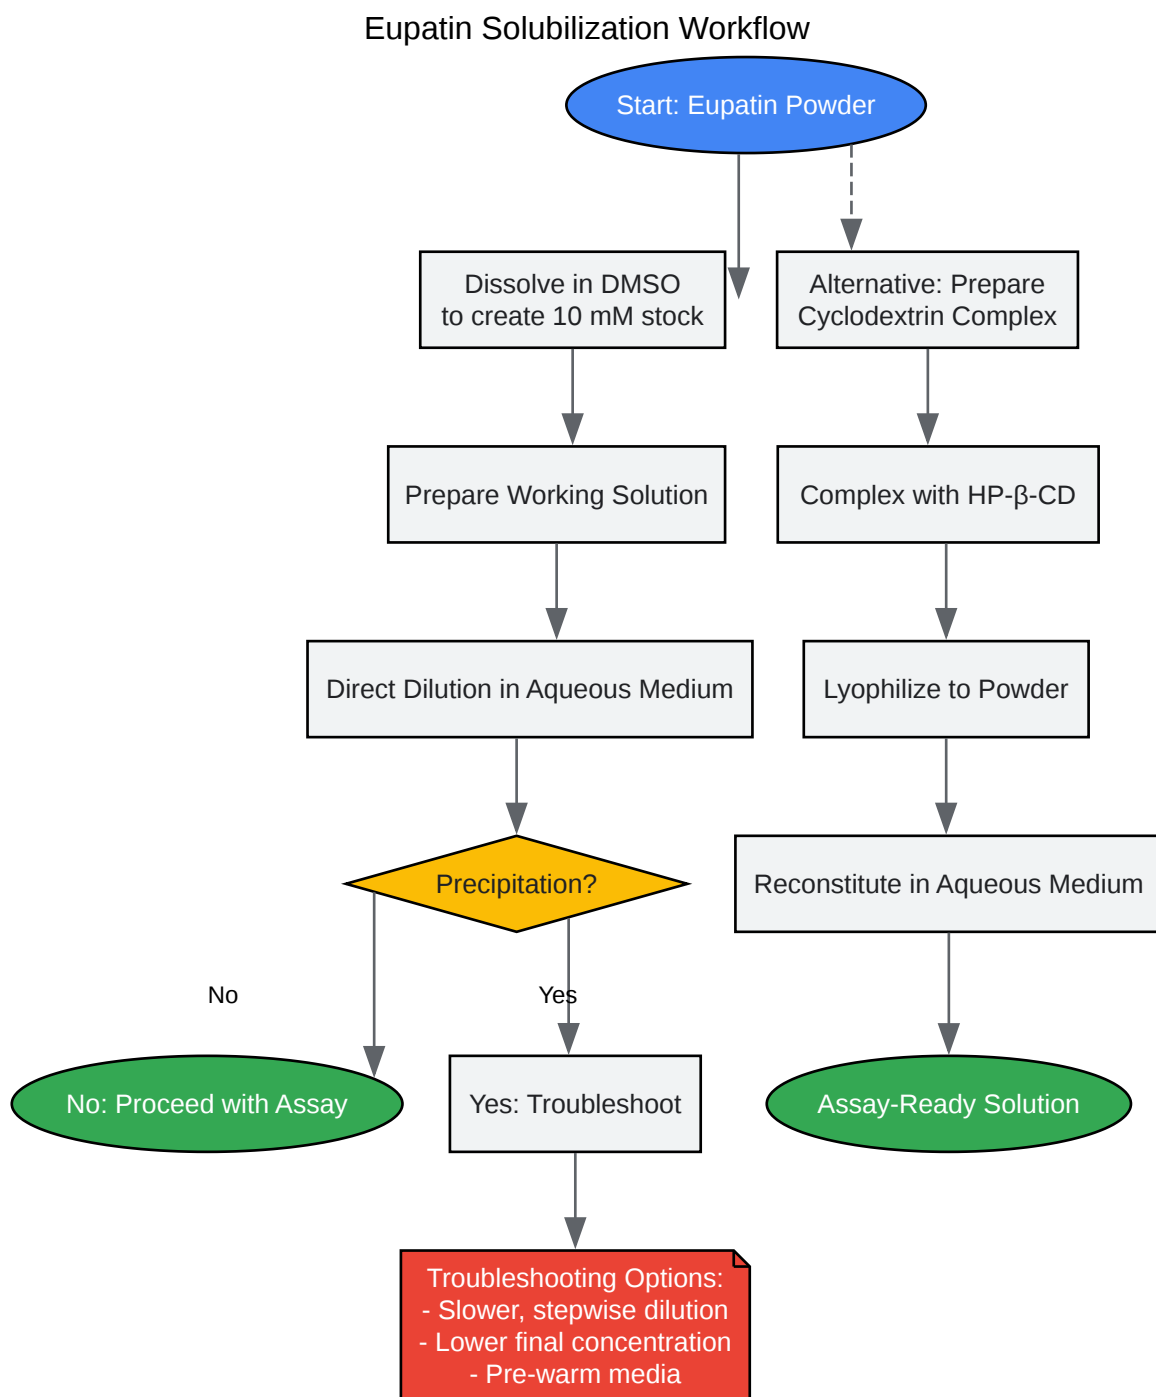 Eupatin Solubilization Workflow
Start: Eupatin Powder
Dissolve in DMSO
to create 10 mM stock
Alternative: Prepare
Cyclodextrin Complex
Prepare Working Solution
Complex with HP-β-CD
Direct Dilution in Aqueous Medium
Lyophilize to Powder
Precipitation?
Reconstitute in Aqueous Medium
No
Yes
No: Proceed with Assay
Yes: Troubleshoot
Assay-Ready Solution
Troubleshooting Options:
- Slower, stepwise dilution
- Lower final concentration
- Pre-warm media